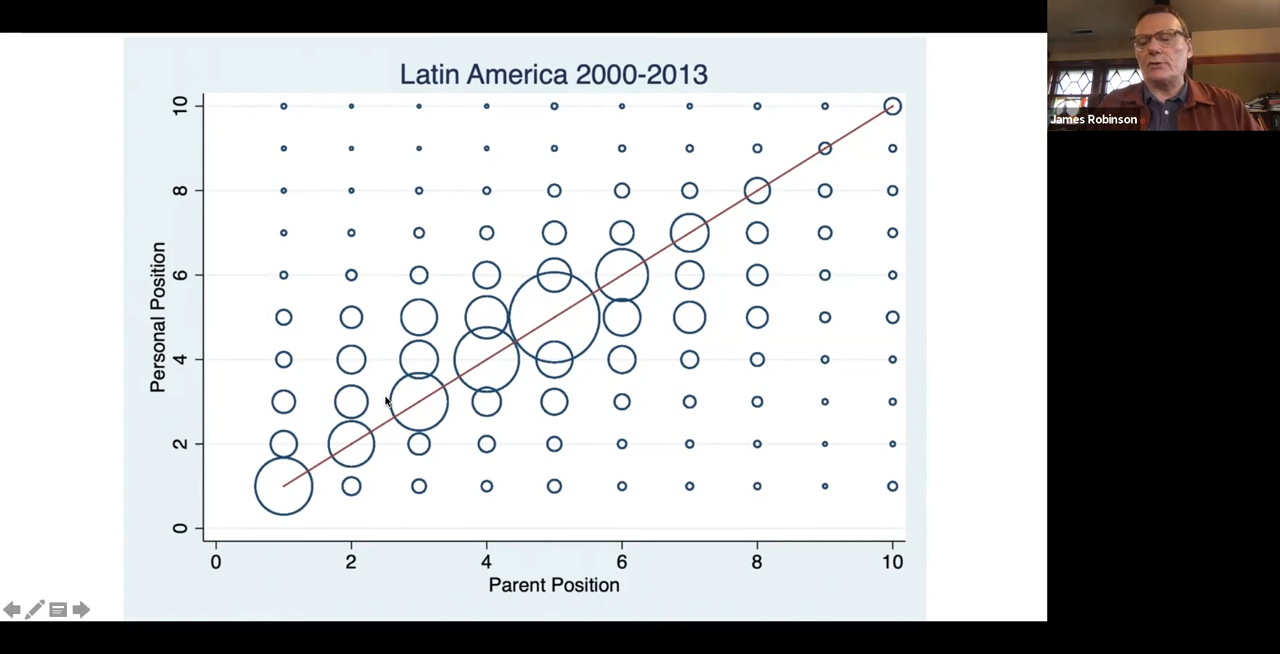 Latin America 2000-2013
James Robinson
10
8
6
4
2
0
Personal Position
0 2 4 6 8 10
Parent Position